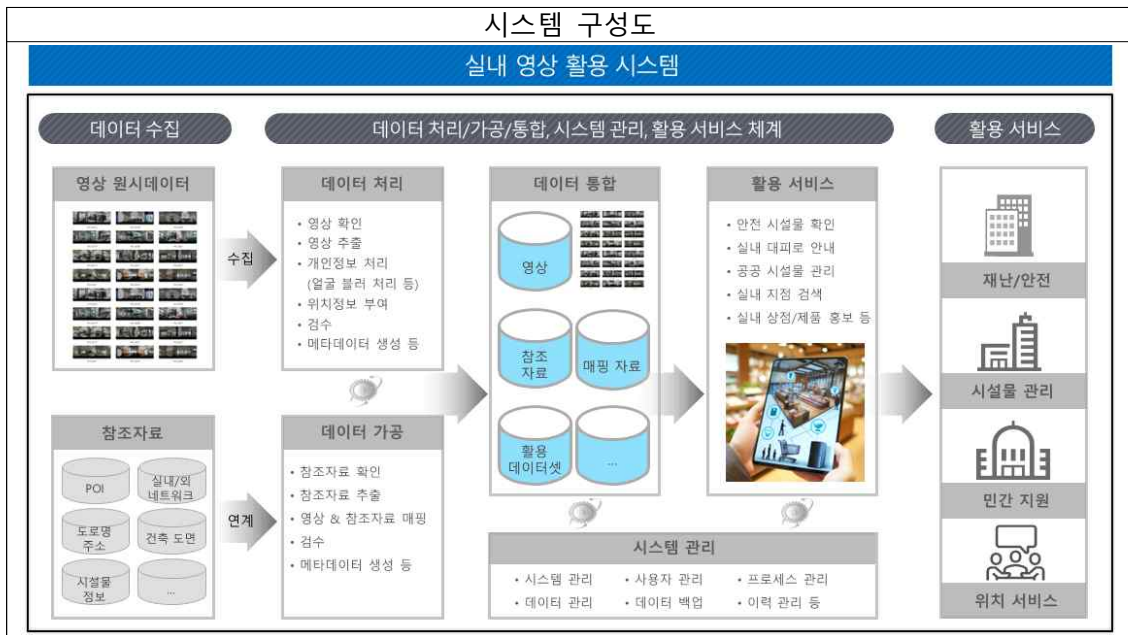 시스템 구성도
실내 영상 활용 시스템
데이터 수집
데이터 처리/가공/통합, 시스템 관리, 활용 서비스 체계
활용 서비스
영상 원시데이터
수집
참조자료
POI
실내/외
네트워크
도로명
주소
건축 도면
시설물
정보
...
연계
데이터 처리
• 영상 확인
• 영상 추출
• 개인정보 처리
(얼굴 블러 처리 등)
• 위치정보 부여
• 검수
• 메타데이터 생성 등
데이터 가공
• 참조자료 확인
• 참조자료 추출
• 영상 & 참조자료 매핑
• 검수
• 메타데이터 생성 등
데이터 통합
영상
참조
자료
매핑 자료
활용
데이터셋
...
활용 서비스
• 안전 시설물 확인
• 실내 대피로 안내
• 공공 시설물 관리
• 실내 지점 검색
• 실내 상점/제품 홍보 등
시스템 관리
• 시스템 관리
• 사용자 관리
• 프로세스 관리
• 데이터 관리
• 데이터 백업
• 이력 관리 등
재난/안전
시설물 관리
민간 지원
위치 서비스